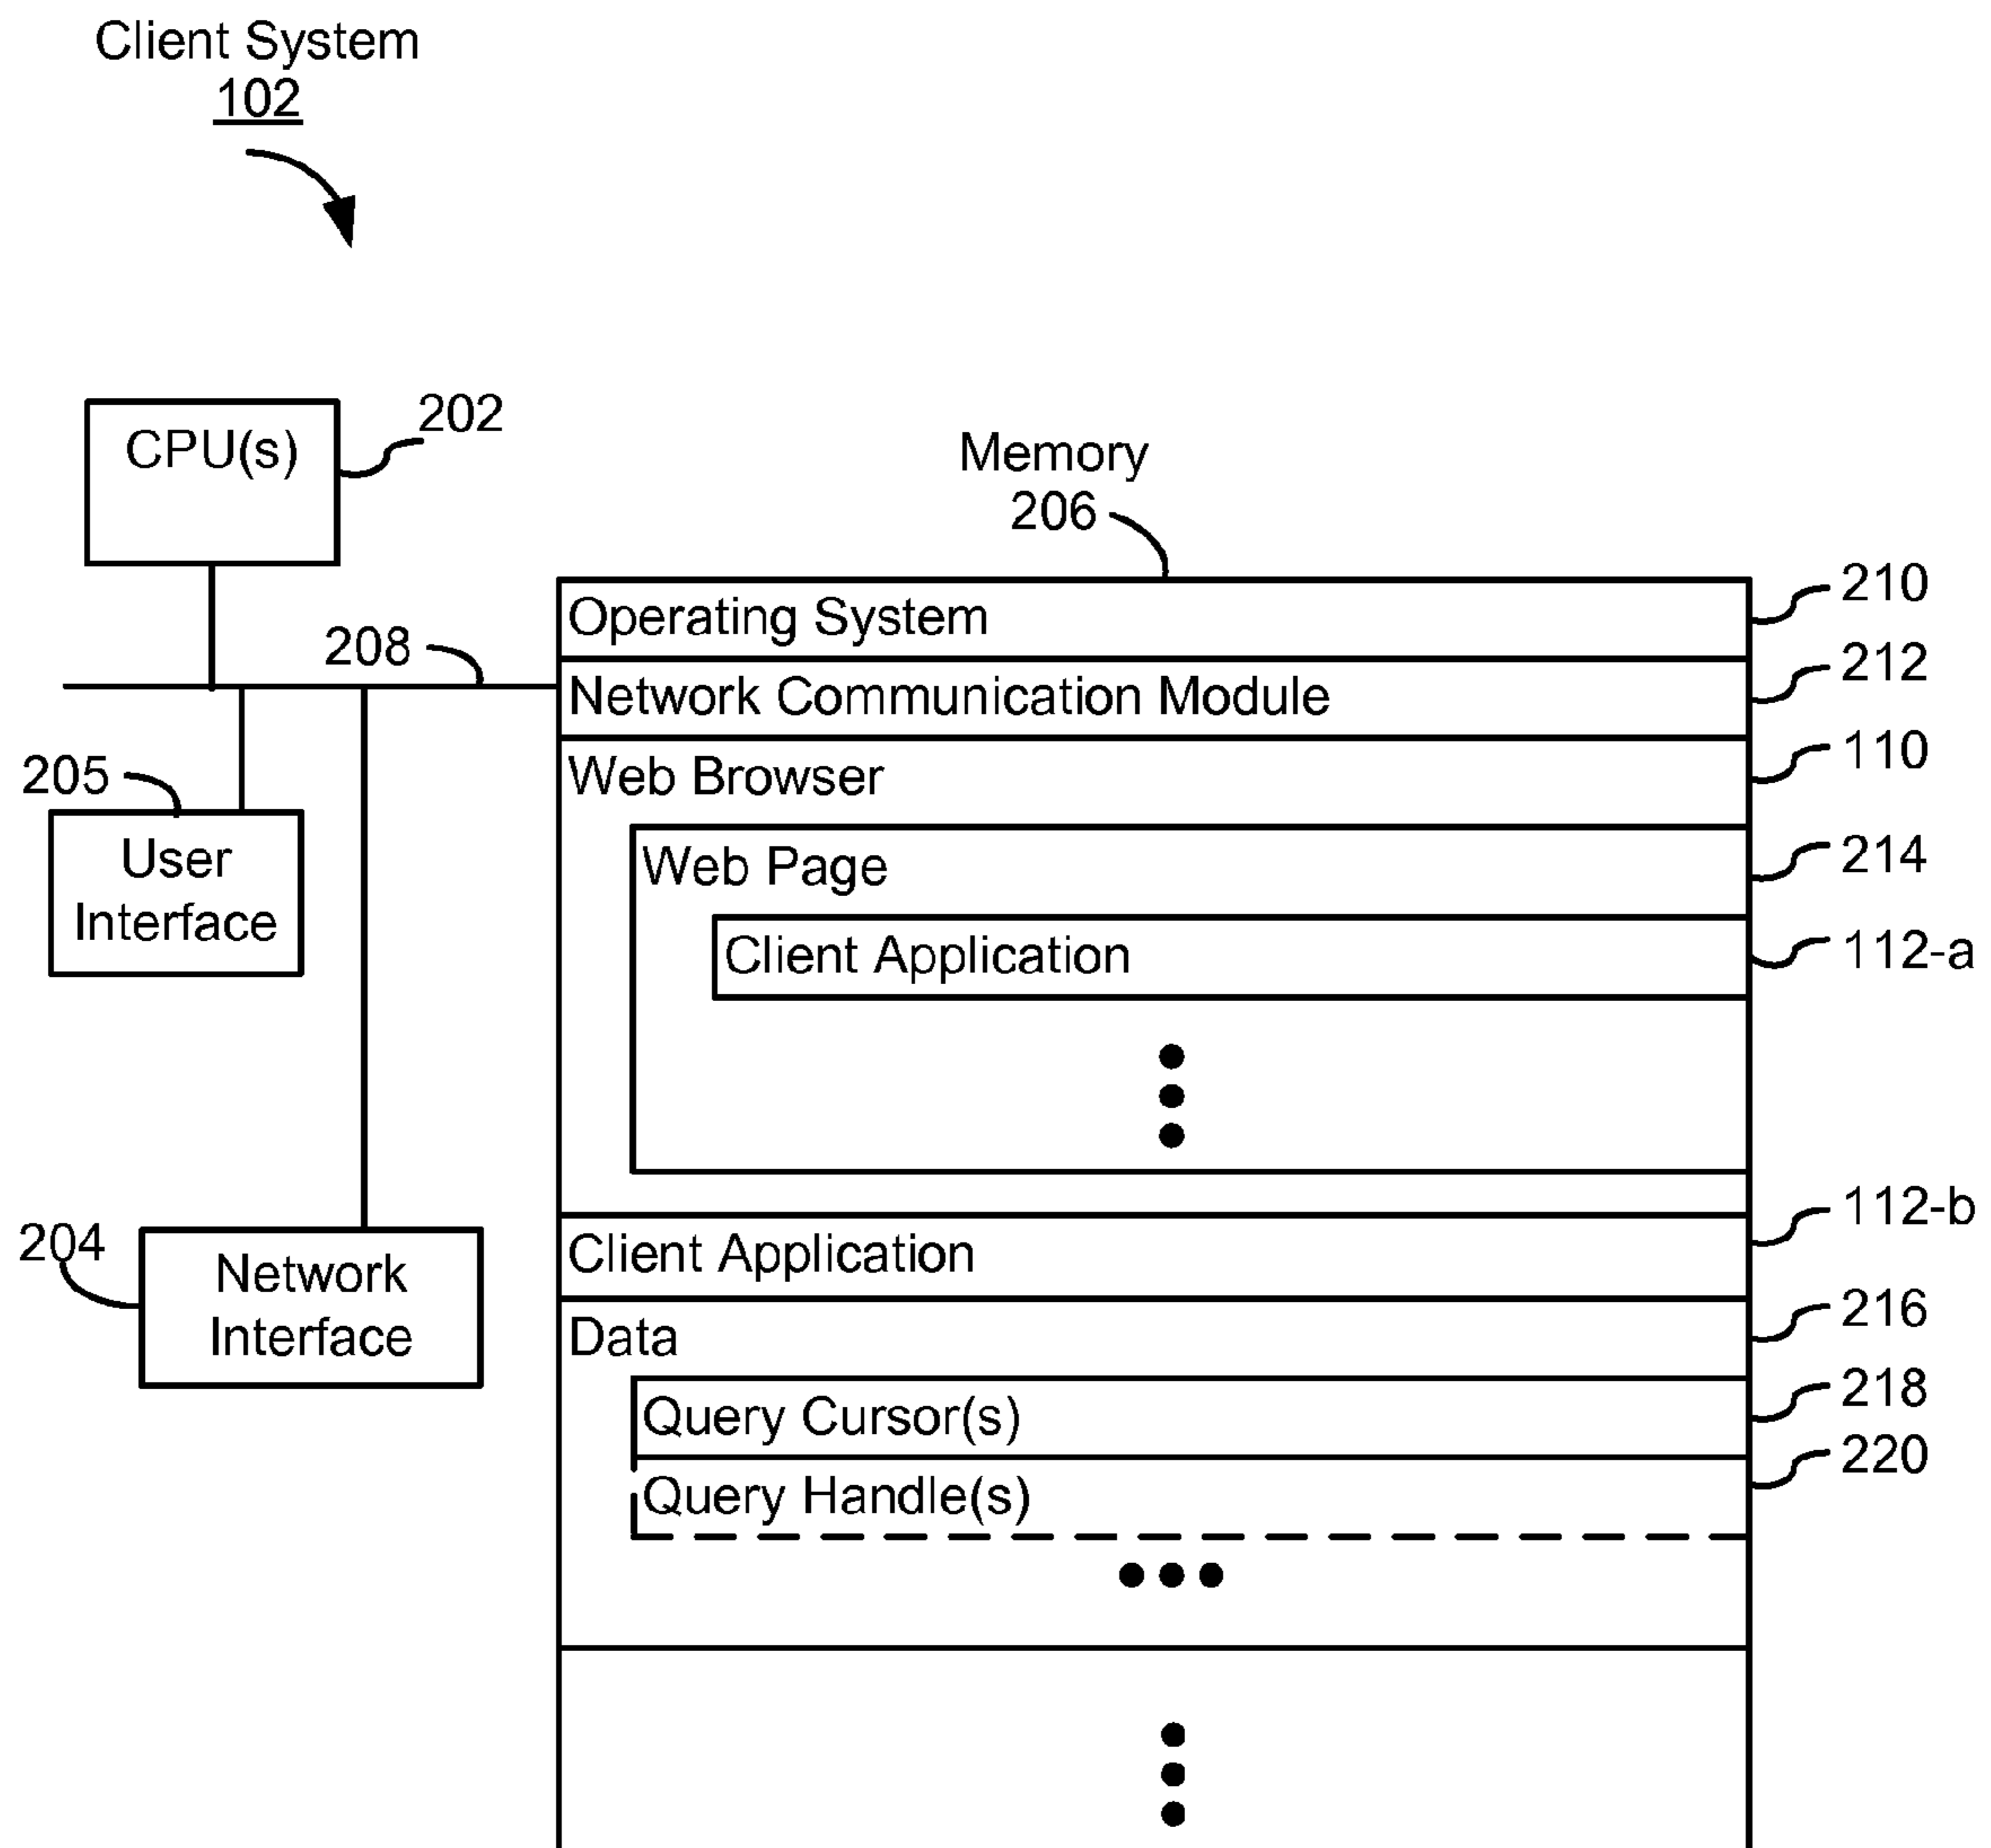 Client System
102
CPU(s)
202
Memory
206
208
Operating System
210
Network Communication Module
212
Web Browser
110
205
User
Interface
Web Page
214
Client Application
112-a
204
Network
Interface
Client Application
112-b
Data
216
Query Cursor(s)
218
Query Handle(s)
220